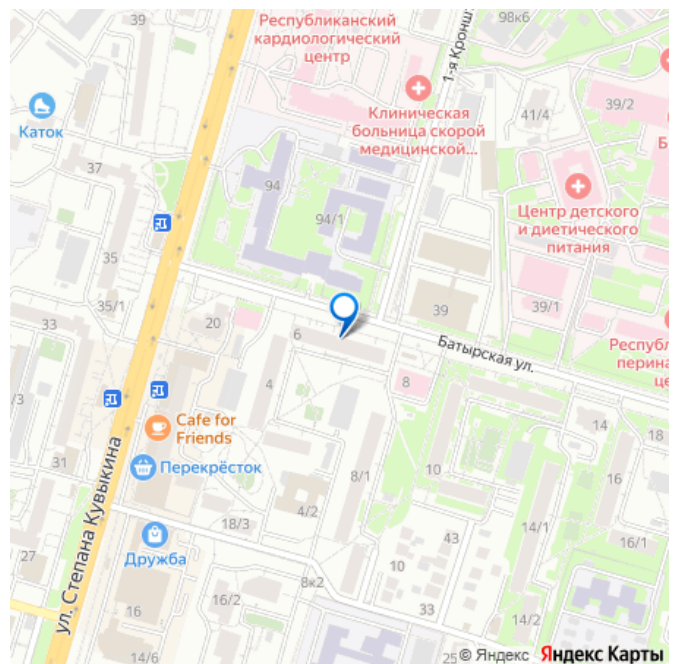 39
98к6
Республиканский
кардиологический
центр
1-я Кроншт
Каток
Клиническая
больница скорой
медицинской...
41/4
39/2
Б
37
94
94/1
Центр детского
и диетического
питания
35
35/1
33
20
6
39
39/1
Батырская ул.
Республ
перина
це
4
8
/3
Cafe for
Friends
Перекрёсток
31
8/1
10
14
18
16
ул. Степана Кувыкина
4/2
18/3
Дружба
14/1
43
16/1
27
10
8к2
16/2
33
16
14/2
14/6
25
© Яндекс Яндекс Карты